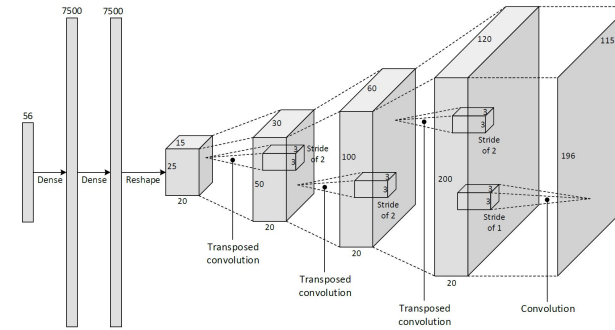 7500
7500
120
115
60
56
30
15
25
20
Dense
Dense
Reshape
3
3
Stride
of 2
50
20
100
3
3
Stride
of 2
20
3
3
Stride
of 2
200
3
3
Stride
of 1
20
196
Transposed
convolution
Transposed
convolution
Transposed
convolution
Convolution